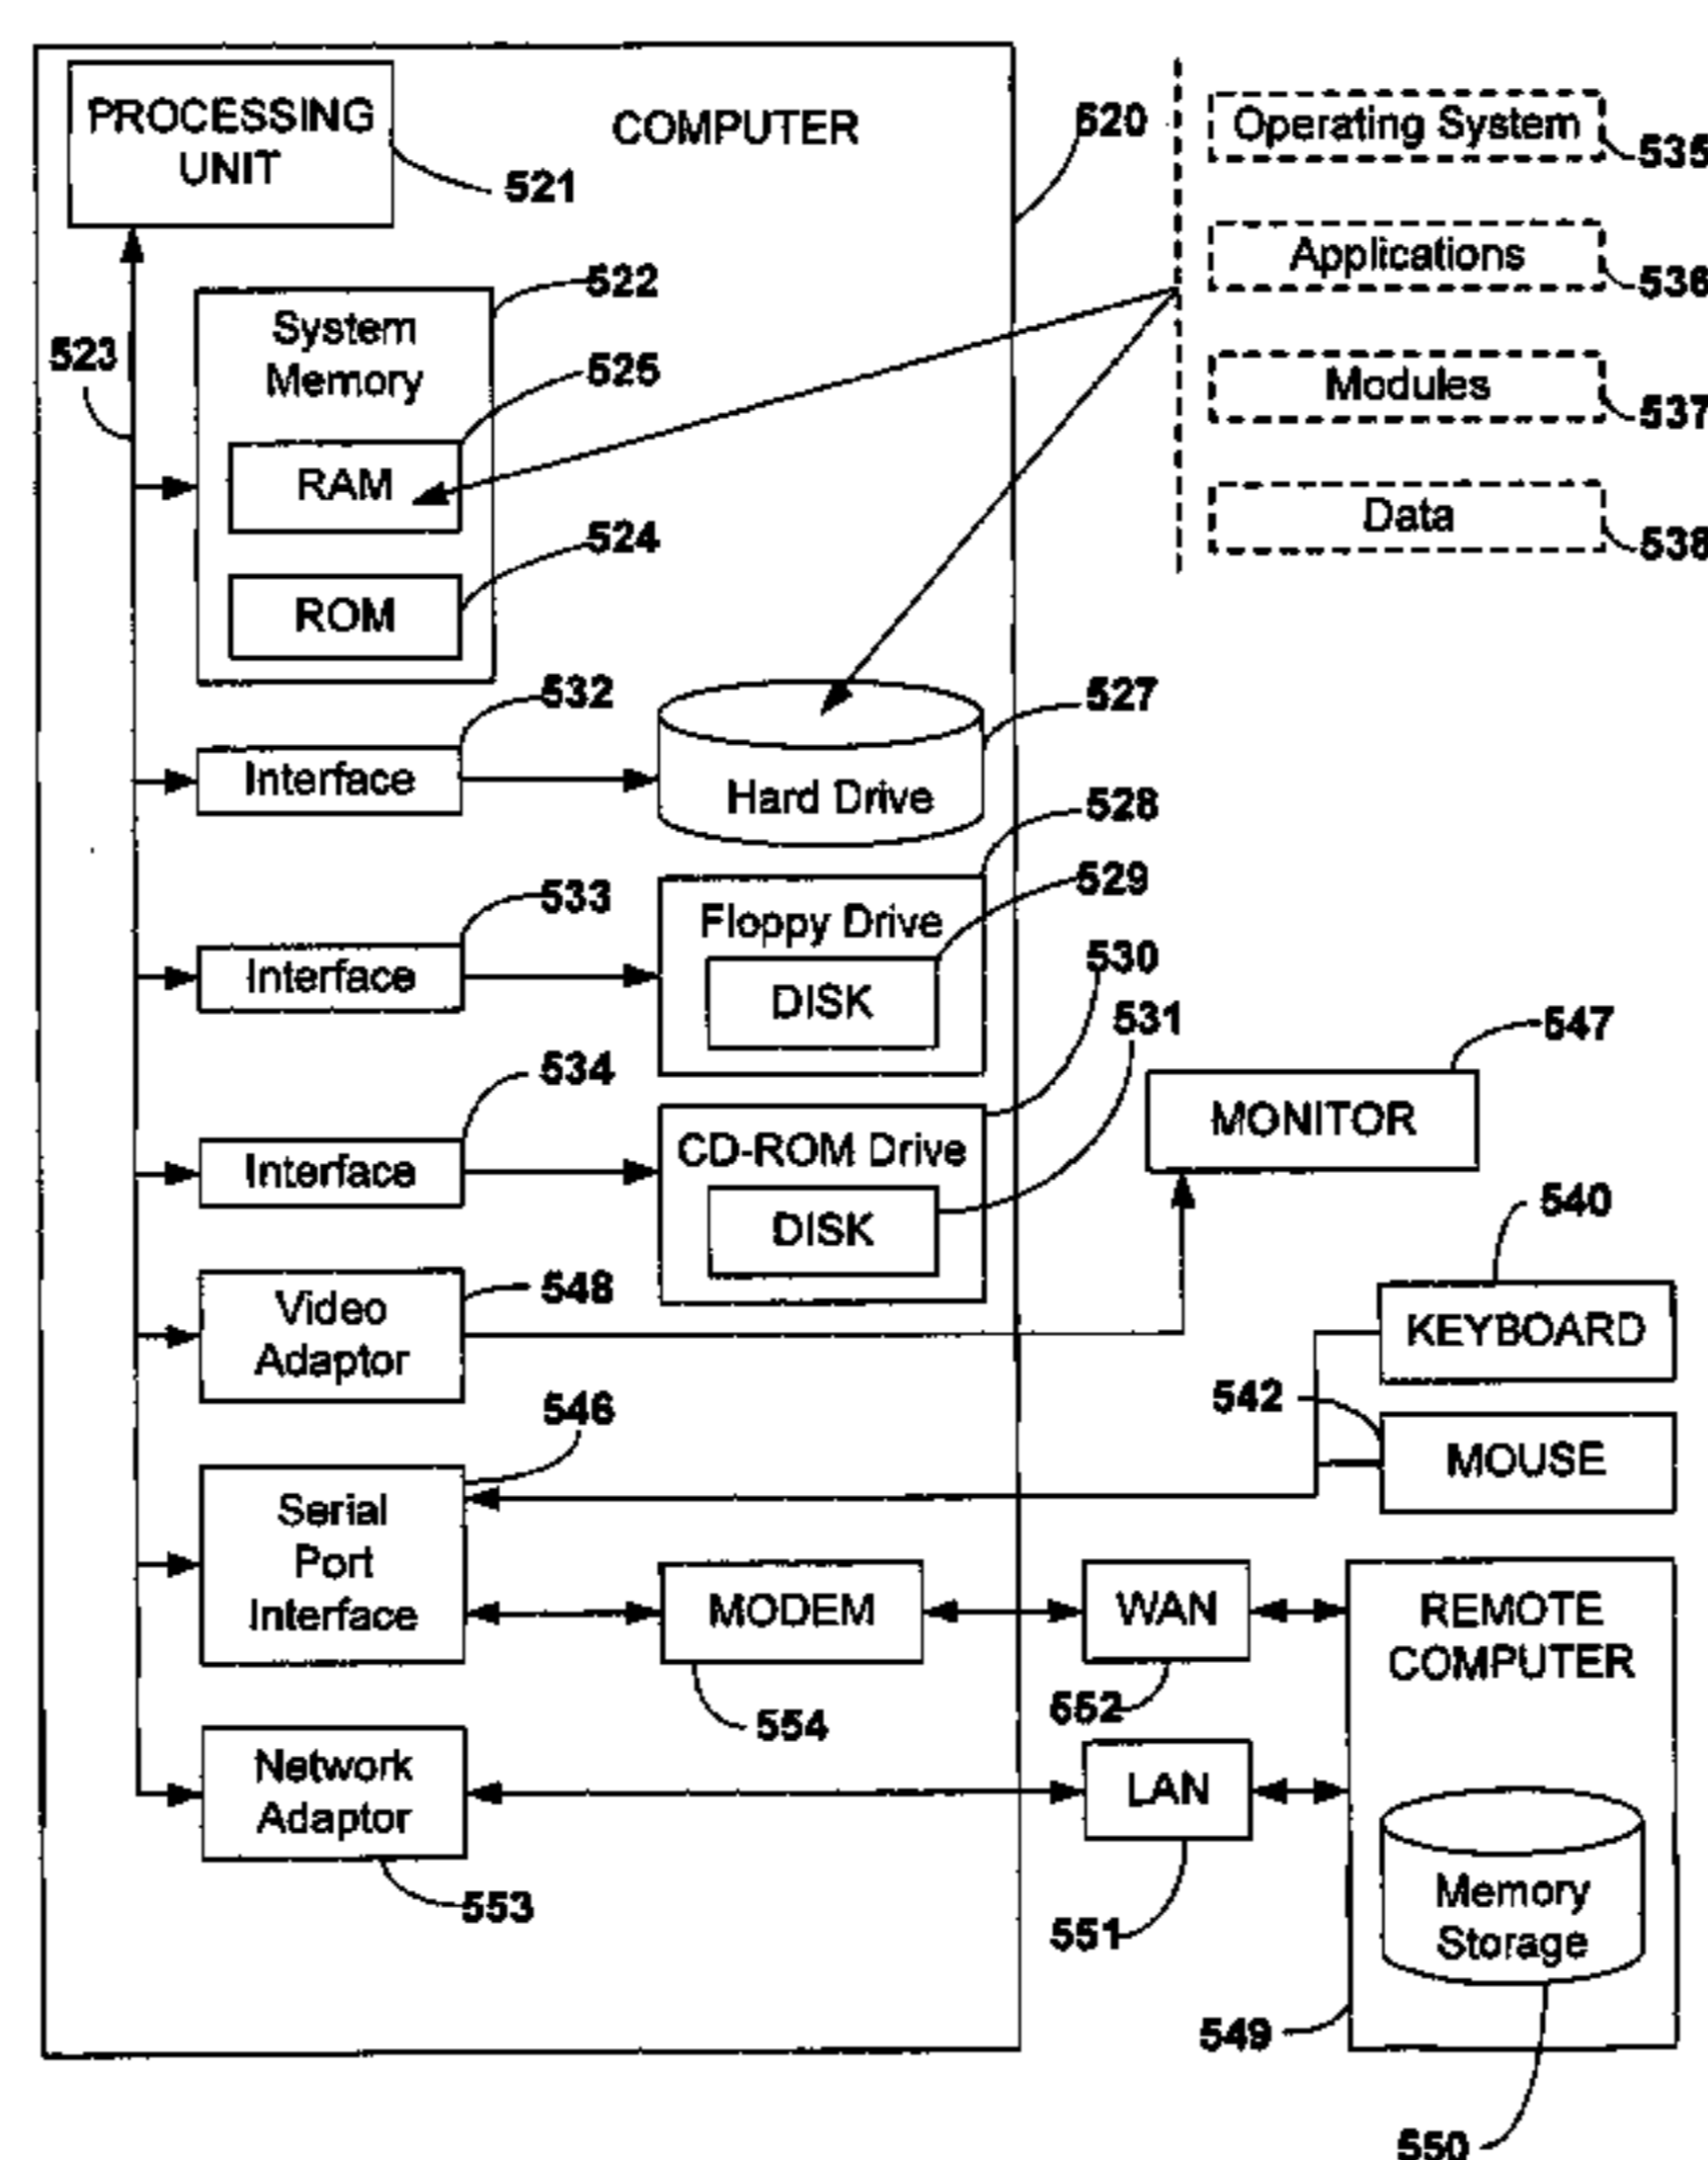 PROCESSING
UNIT
521
COMPUTER
520
Operating System
535
Applications
536
Modules
537
Data
538
523
522
System
Memory
525
RAM
524
ROM
532
Interface
527
Hard Drive
528
533
Interface
529
Floppy Drive
DISK
530
531
534
Interface
CD-ROM Drive
DISK
547
MONITOR
540
KEYBOARD
542
MOUSE
548
Video
Adaptor
546
Serial
Port
Interface
MODEM
554
WAN
552
REMOTE
COMPUTER
Network
Adaptor
553
LAN
551
Memory
Storage
549
550